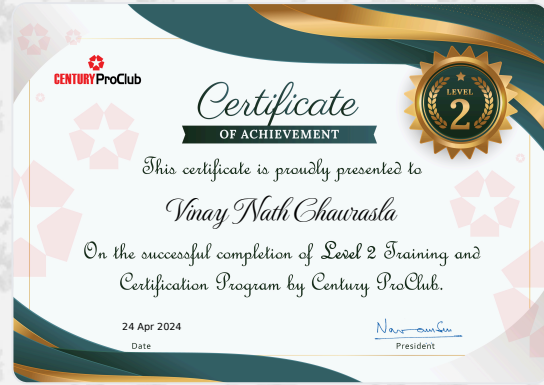 CENTURY ProClub
Certificate
OF ACHIEVEMENT
LEVEL
2
This certificate is proudly presented to
Vinay Nath Chaurasla
On the successful completion of Level 2 Training and
Certification Program by Century ProClub.
24 Apr 2024
Date
President